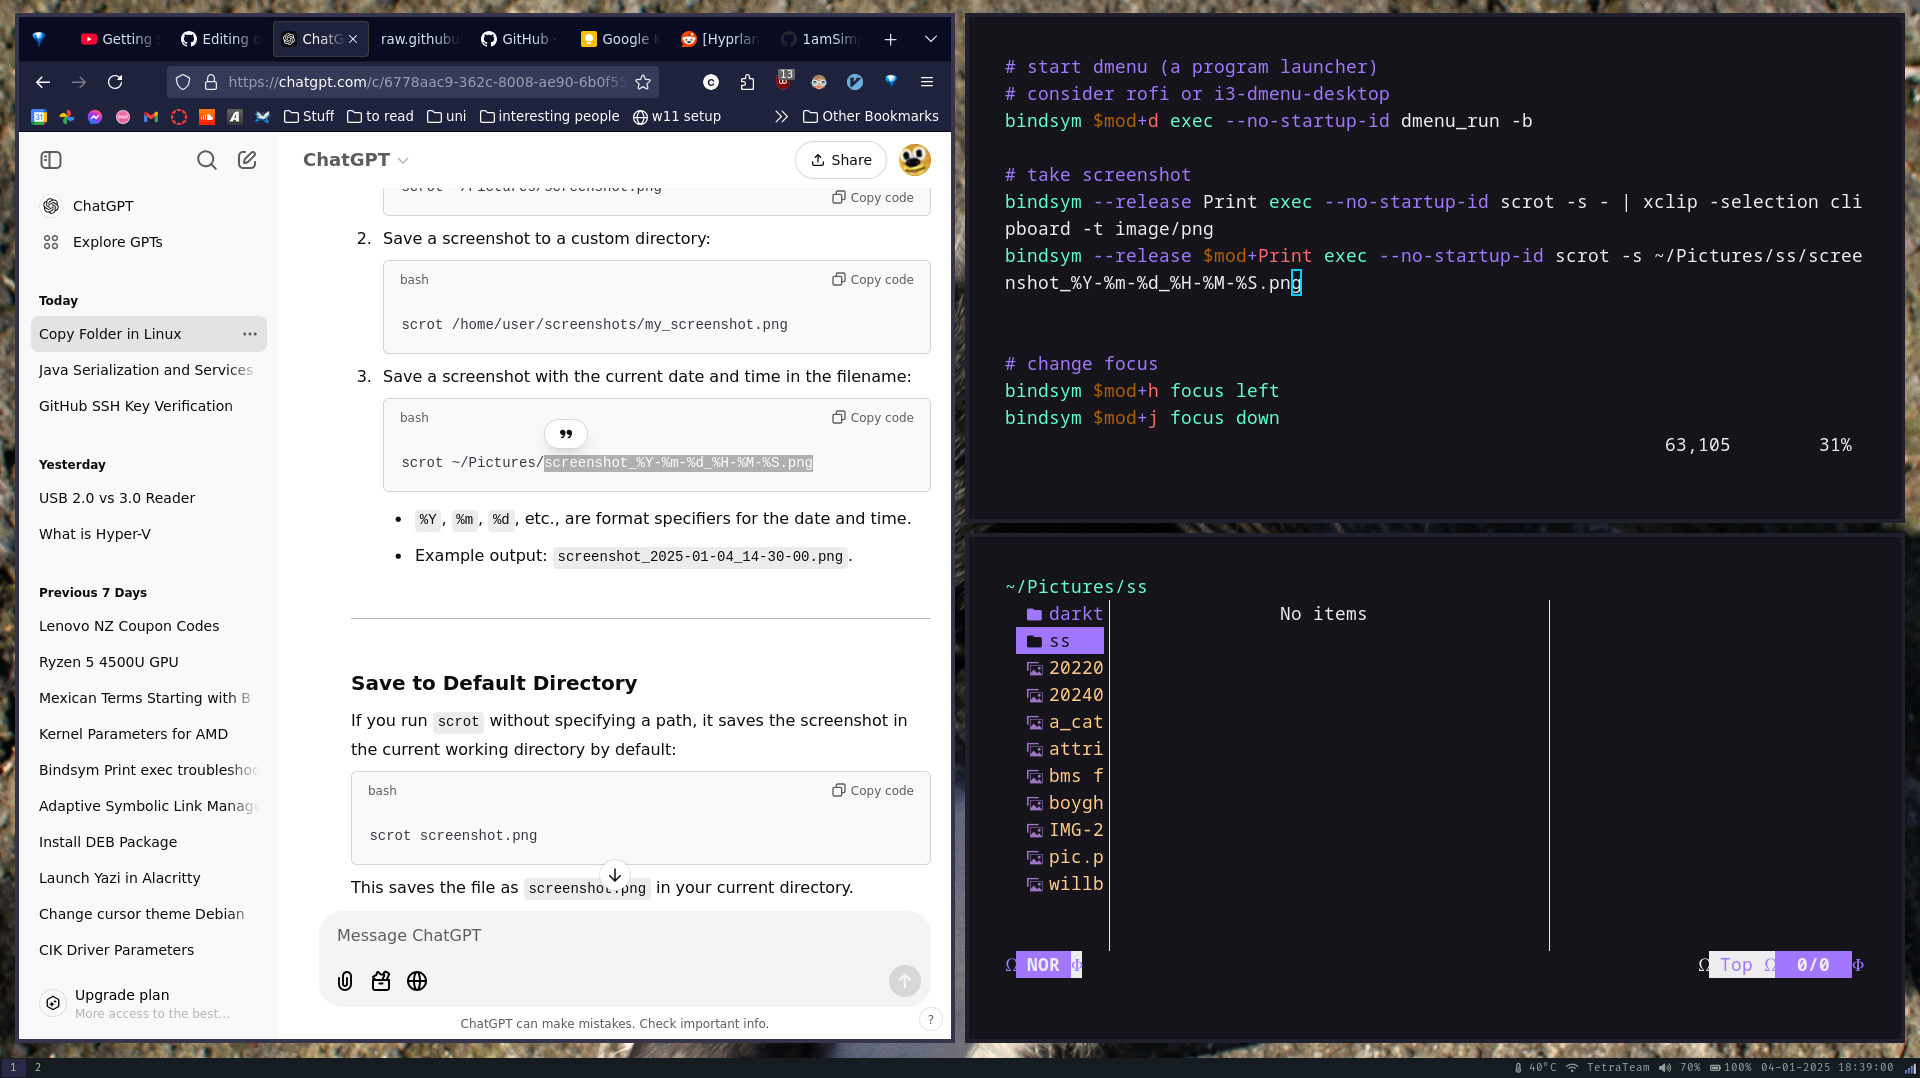 Getting
Editing
ChatG
raw.githubu
GitHub
Google
[Hyprlan
1amSim
https://chatgpt.com/c/6778aac9-362c-8008-ae90-6b0f55
13
31
Stuff
to read
uni
interesting people
w11 setup
Other Bookmarks
ChatGPT
Explore GPTs
Today
Copy Folder in Linux
Java Serialization and Services
GitHub SSH Key Verification
Yesterday
USB 2.0 vs 3.0 Reader
What is Hyper-V
Previous 7 Days
Lenovo NZ Coupon Codes
Ryzen 5 4500U GPU
Mexican Terms Starting with B
Kernel Parameters for AMD
Bindsym Print exec troubleshoo
Adaptive Symbolic Link Manage
Install DEB Package
Launch Yazi in Alacritty
Change cursor theme Debian
CIK Driver Parameters
Upgrade plan
More access to the best...
ChatGPT
Share
scrot ~/Pictures/screenshot.png
Copy code
2. Save a screenshot to a custom directory:
bash
Copy code
scrot /home/user/screenshots/my_screenshot.png
3. Save a screenshot with the current date and time in the filename:
bash
Copy code
scrot ~/Pictures/screenshot_%Y-%m-%d_%H-%M-%S.png
• %Y, %m, %d, etc., are format specifiers for the date and time.
• Example output: screenshot_2025-01-04_14-30-00.png.
Save to Default Directory
If you run scrot without specifying a path, it saves the screenshot in
the current working directory by default:
bash
Copy code
scrot screenshot.png
This saves the file as screenshot.png in your current directory.
Message ChatGPT
ChatGPT can make mistakes. Check important info.
?
# start dmenu (a program launcher)
# consider rofi or i3-dmenu-desktop
bindsym $mod+d exec --no-startup-id dmenu_run -b
# take screenshot
bindsym --release Print exec --no-startup-id scrot -s - | xclip -selection cli
pboard -t image/png
bindsym --release $mod+Print exec --no-startup-id scrot -s ~/Pictures/ss/scree
nshot_%Y-%m-%d_%H-%M-%S.png
# change focus
bindsym $mod+h focus left
bindsym $mod+j focus down
63,105 31%
~/Pictures/ss
darkt
ss
20220
20240
a_cat
attri
bms f
boygh
IMG-2
pic.p
willb
No items
Ω NOR Φ
Ω Top Ω 0/0 Φ
1 2
40°C TetraTeam 70% 100% 04-01-2025 18:39:00